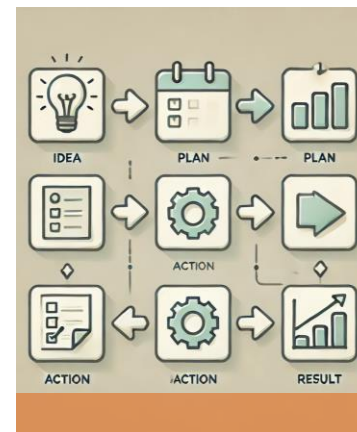 IDEA
PLAN
PLAN
ACTION
ACTION
ACTION
RESULT